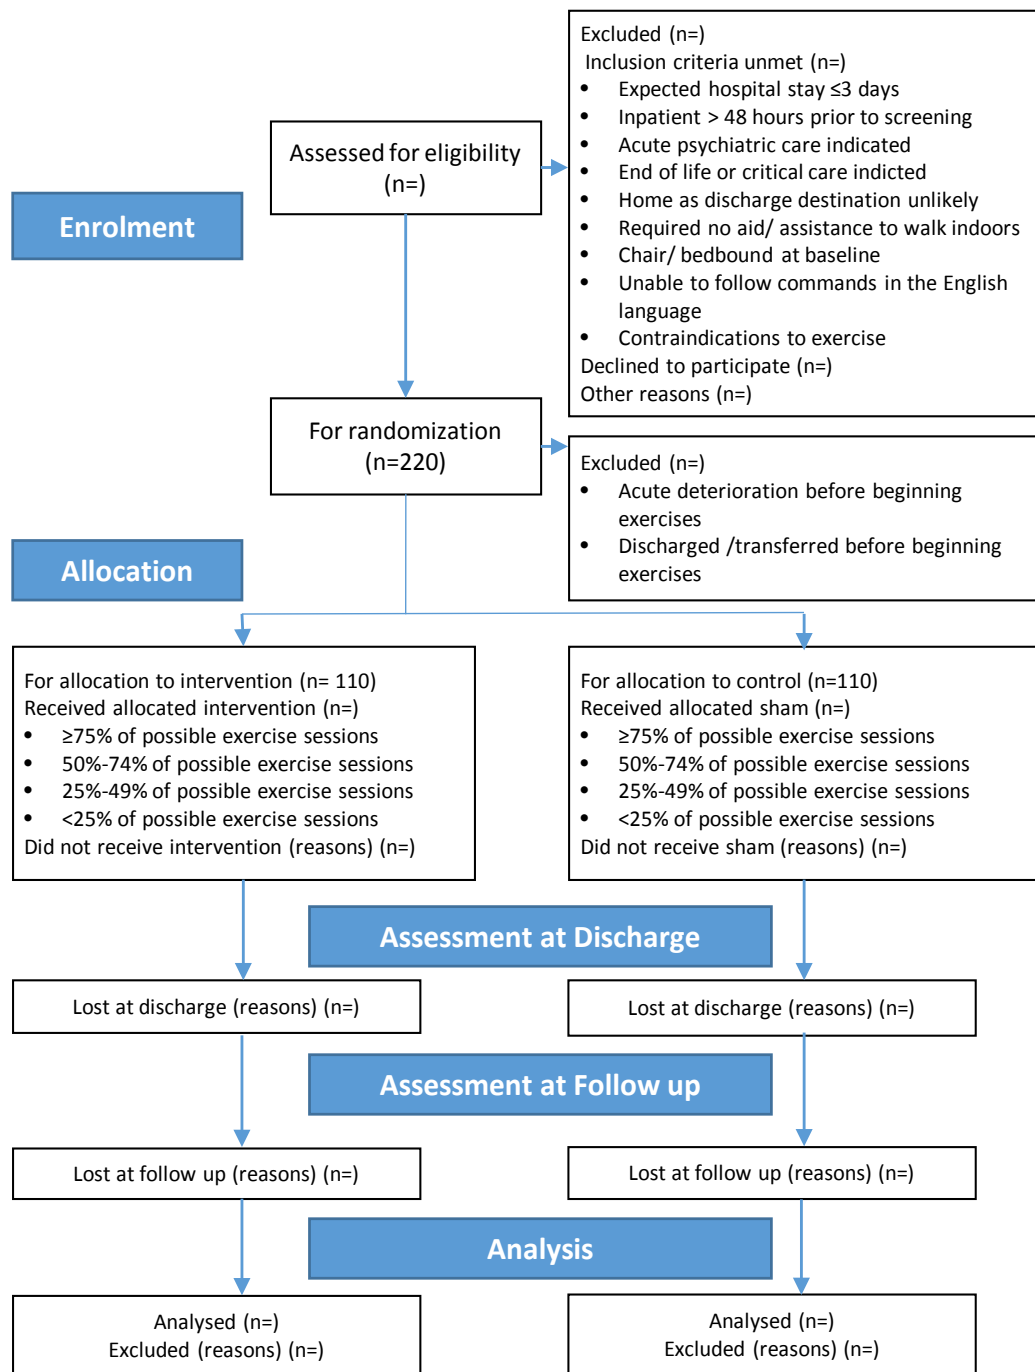 Excluded (n=)
Inclusion criteria unmet (n=)
• Expected hospital stay ≤3 days
• Inpatient > 48 hours prior to screening
• Acute psychiatric care indicated
• End of life or critical care indicted
• Home as discharge destination unlikely
• Required no aid/ assistance to walk indoors
• Chair/ bedbound at baseline
• Unable to follow commands in the English
language
• Contraindications to exercise
Declined to participate (n=)
Other reasons (n=)
Assessed for eligibility
(n=)
Enrolment
For randomization
(n=220)
Excluded (n=)
• Acute deterioration before beginning
exercises
• Discharged /transferred before beginning
exercises
Allocation
For allocation to intervention (n= 110)
Received allocated intervention (n=)
• ≥75% of possible exercise sessions
• 50%-74% of possible exercise sessions
• 25%-49% of possible exercise sessions
• <25% of possible exercise sessions
Did not receive intervention (reasons) (n=)
For allocation to control (n=110)
Received allocated sham (n=)
• ≥75% of possible exercise sessions
• 50%-74% of possible exercise sessions
• 25%-49% of possible exercise sessions
• <25% of possible exercise sessions
Did not receive sham (reasons) (n=)
Assessment at Discharge
Lost at discharge (reasons) (n=)
Lost at discharge (reasons) (n=)
Assessment at Follow up
Lost at follow up (reasons) (n=)
Lost at follow up (reasons) (n=)
Analysis
Analysed (n=)
Excluded (reasons) (n=)
Analysed (n=)
Excluded (reasons) (n=)